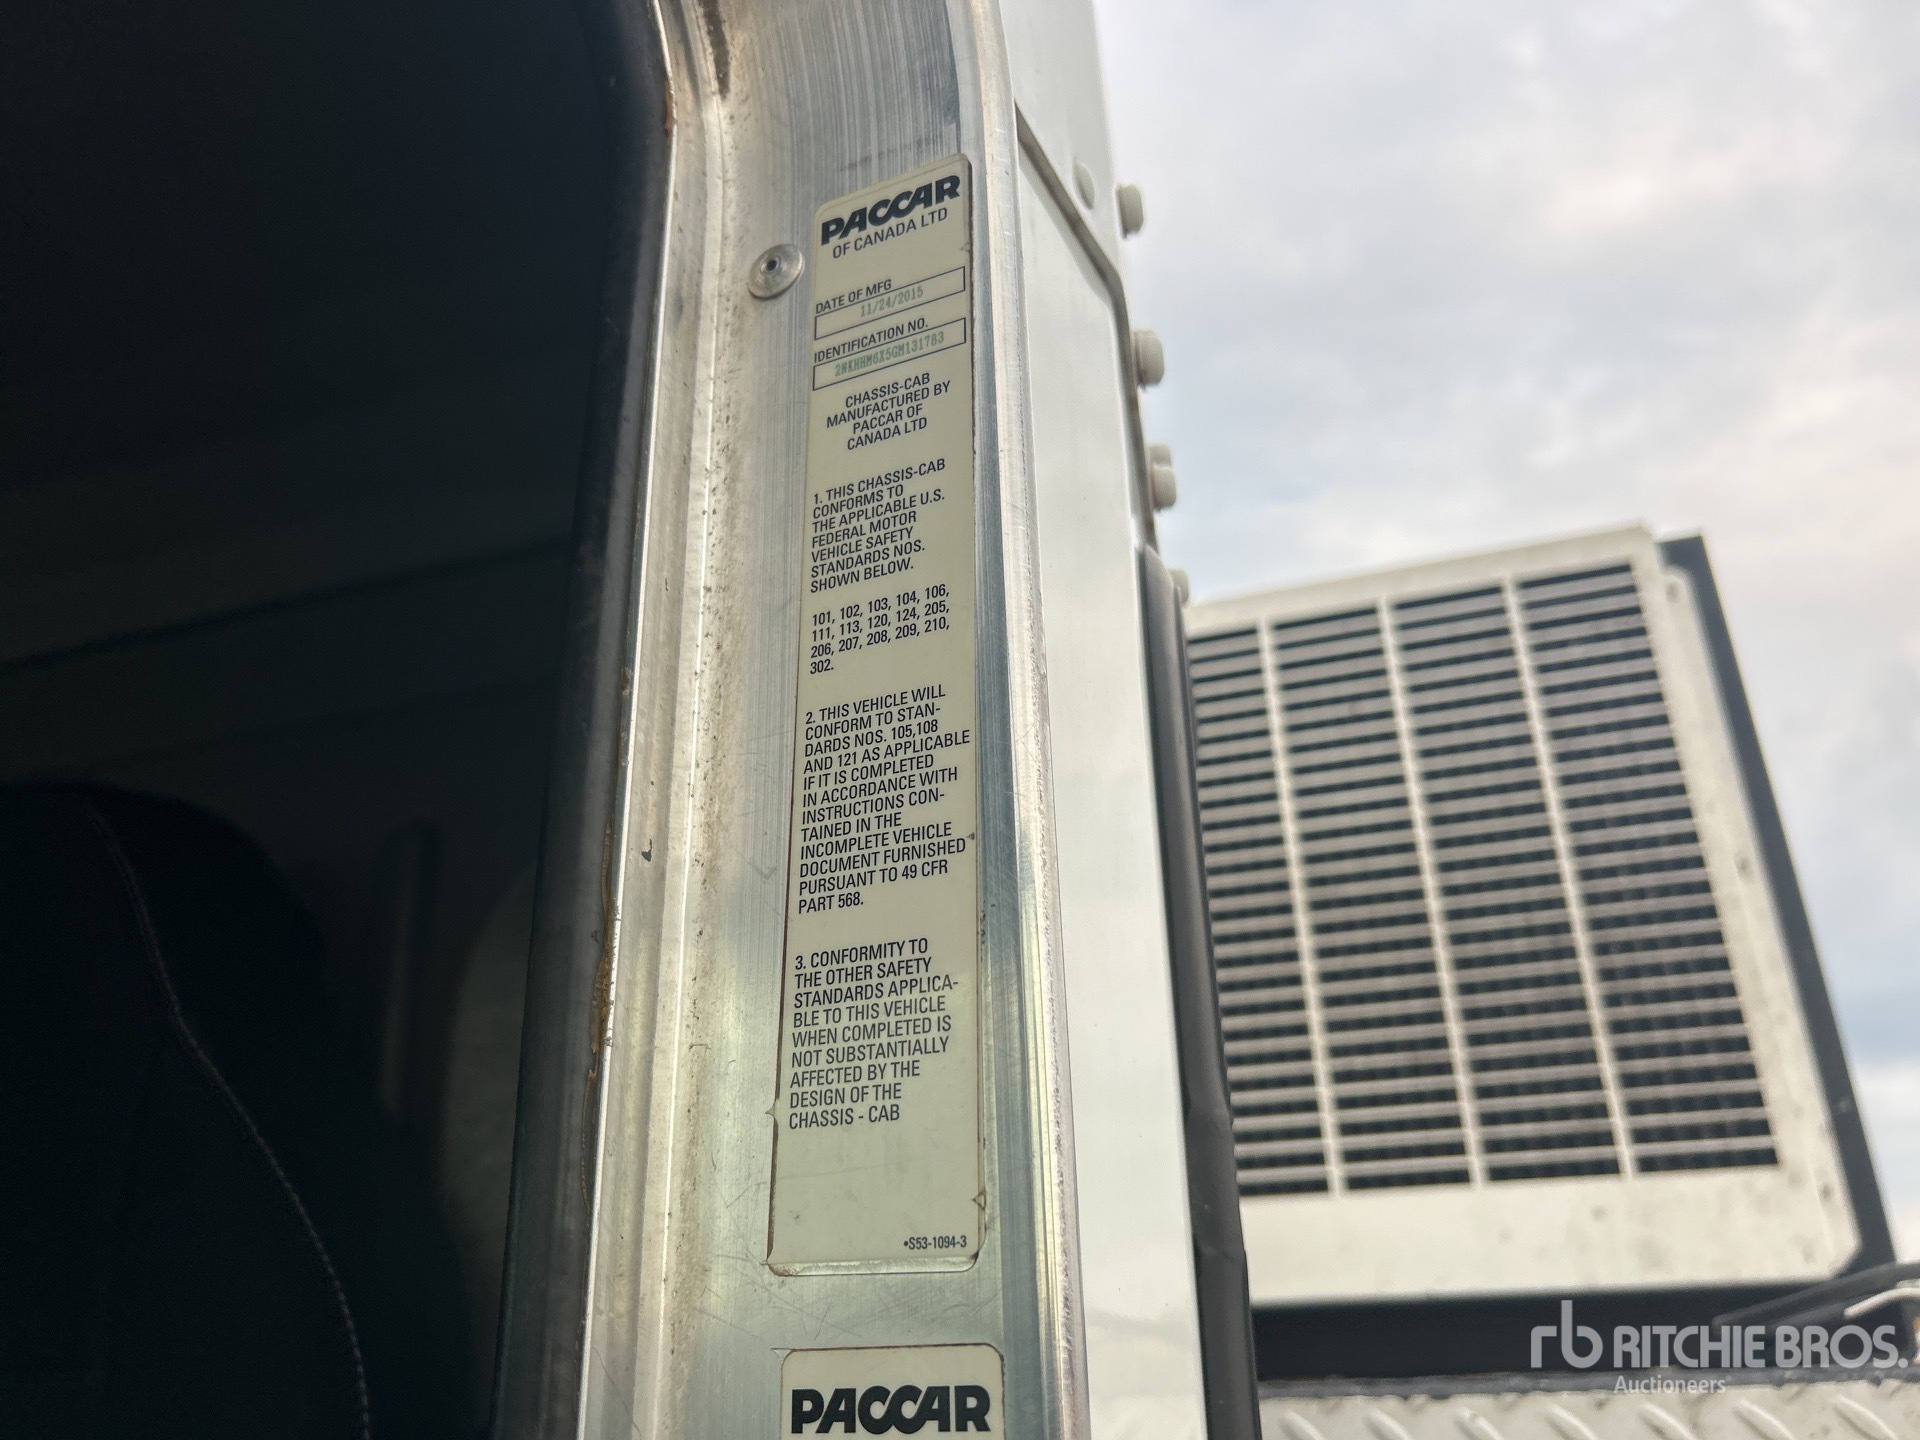 PACCAR
OF CANADA LTD
DATE OF MFG
11/24/2015
IDENTIFICATION NO.
2NKHHM6X5GM131783
CHASSIS-CAB
MANUFACTURED BY
PACCAR OF
CANADA LTD
1. THIS CHASSIS-CAB
CONFORMS TO
THE APPLICABLE U.S.
FEDERAL MOTOR
VEHICLE SAFETY
STANDARDS NOS.
SHOWN BELOW.
101, 102, 103, 104, 106,
111, 113, 120, 124, 205,
206, 207, 208, 209, 210,
302.
2. THIS VEHICLE WILL
CONFORM TO STAN-
DARDS NOS. 105,108
AND 121 AS APPLICABLE
IF IT IS COMPLETED
IN ACCORDANCE WITH
INSTRUCTIONS CON-
TAINED IN THE
INCOMPLETE VEHICLE
DOCUMENT FURNISHED
PURSUANT TO 49 CFR
PART 568.
3. CONFORMITY TO
THE OTHER SAFETY
STANDARDS APPLICA-
BLE TO THIS VEHICLE
WHEN COMPLETED IS
NOT SUBSTANTIALLY
AFFECTED BY THE
DESIGN OF THE
CHASSIS - CAB
•S53-1094-3
PACCAR
rb RITCHIE BROS.
Auctioneers